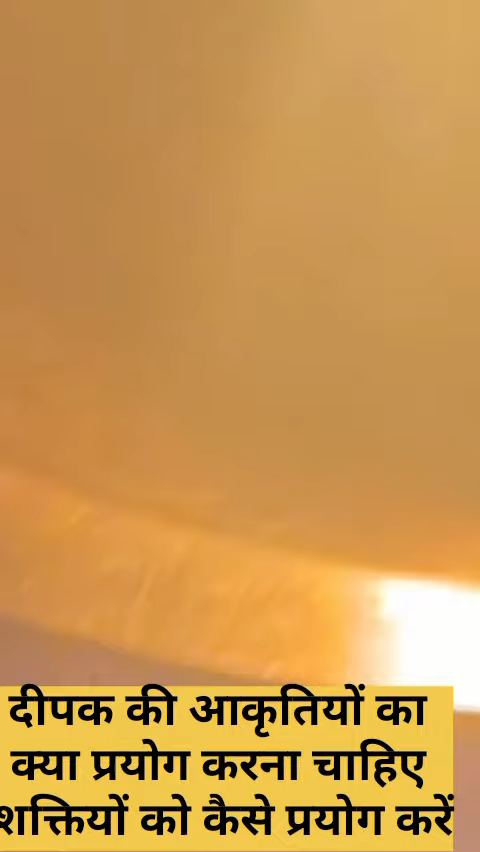 दीपक की आकृतियों का
क्या प्रयोग करना चाहिए
शक्तियों को कैसे प्रयोग करें